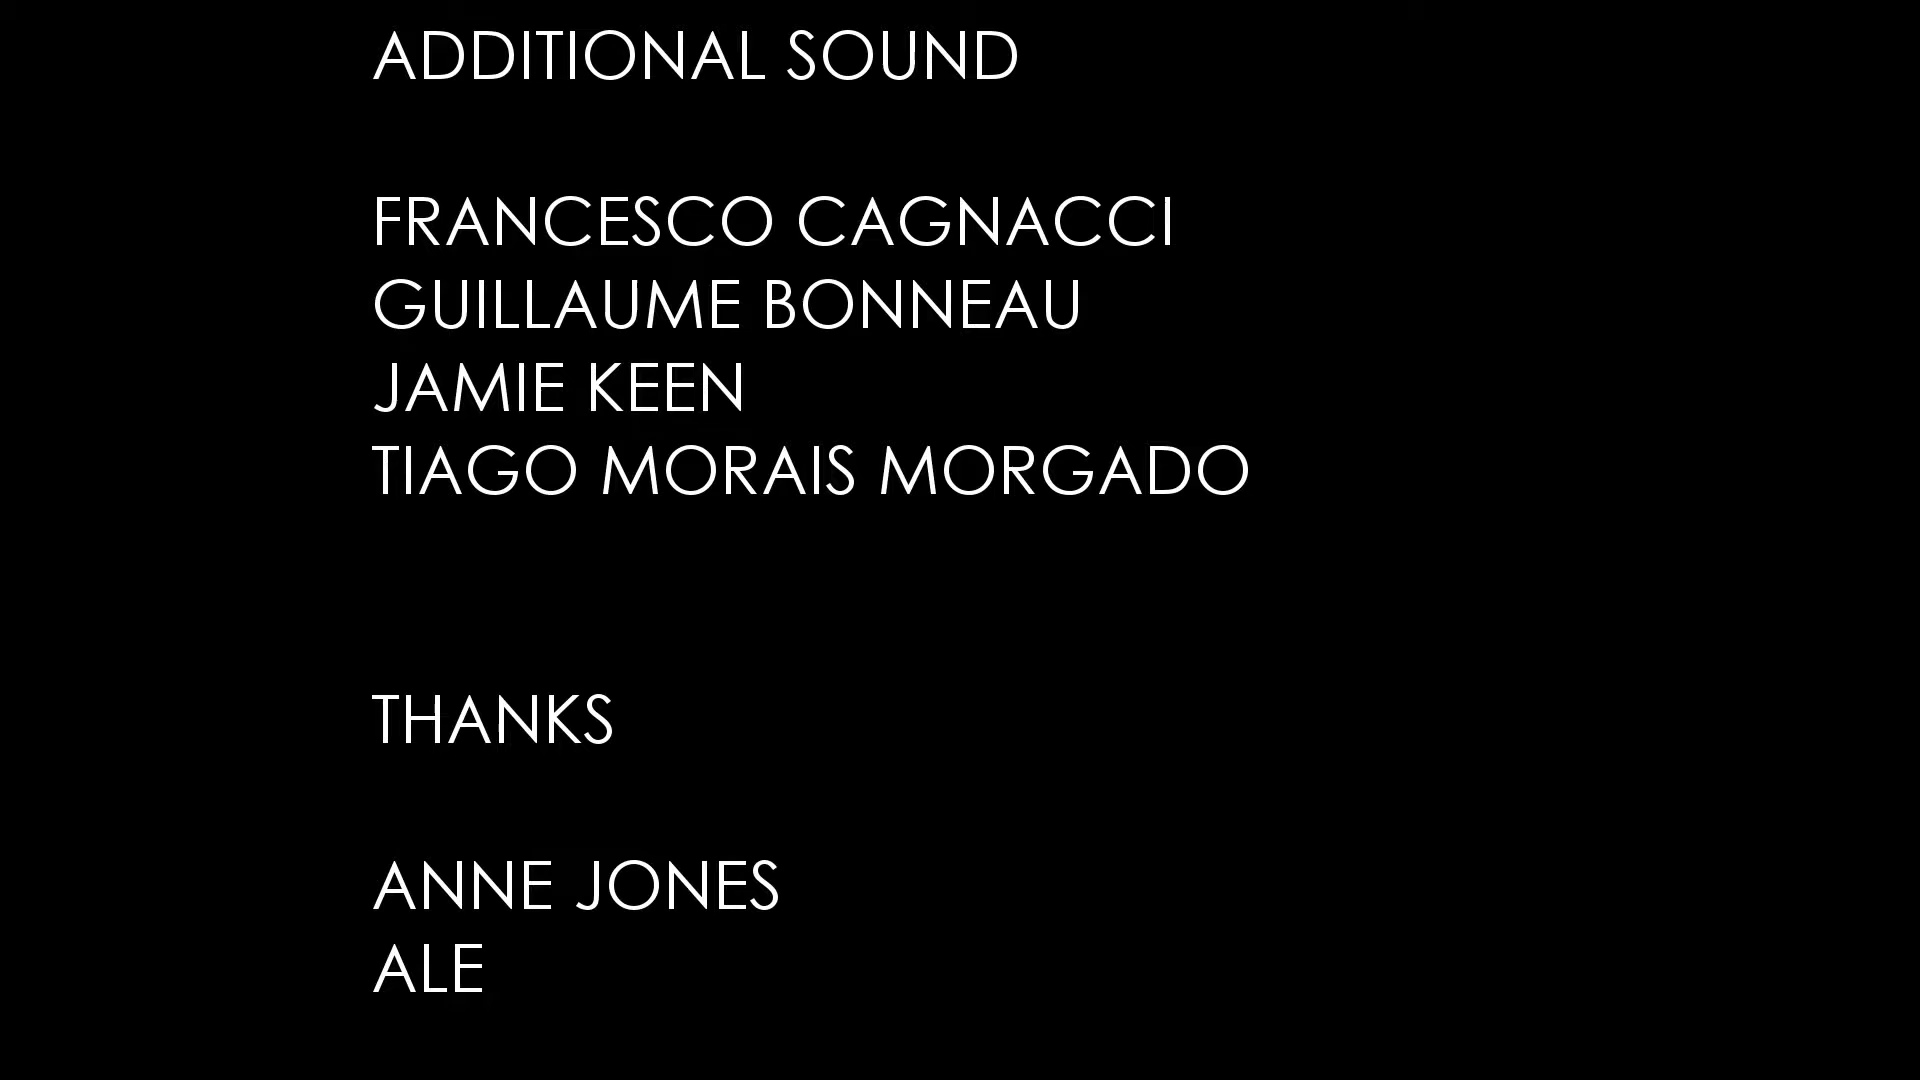 ADDITIONAL SOUND
FRANCESCO CAGNACCI
GUILLAUME BONNEAU
JAMIE KEEN
TIAGO MORAIS MORGADO
THANKS
ANNE JONES
ALE